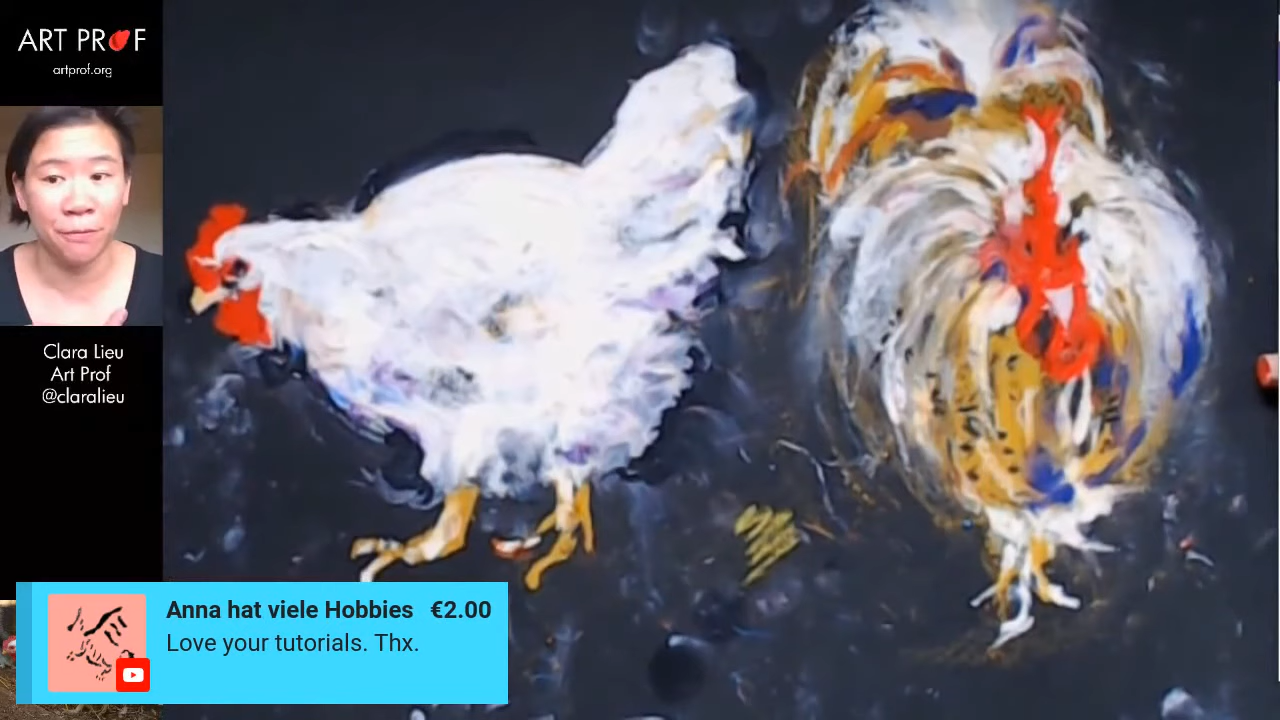 ART PROF
artprof.org
Clara Lieu
Art Prof
@claralieu
Anna hat viele Hobbies €2.00
Love your tutorials. Thx.